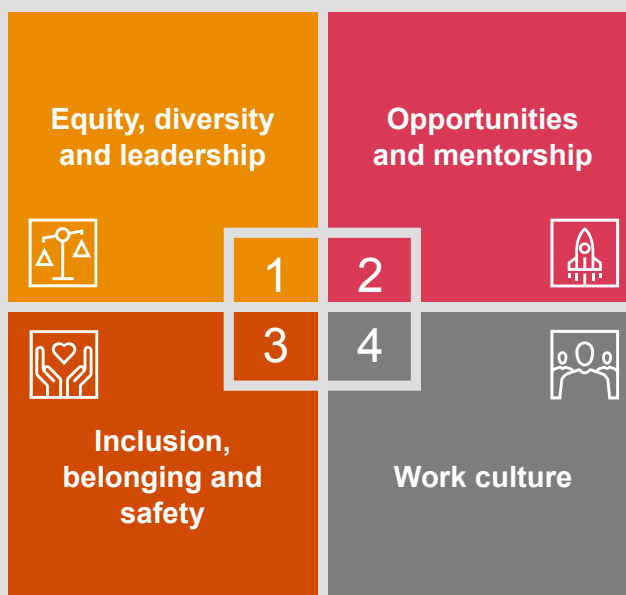 Equity, diversity
and leadership
Opportunities
and mentorship
1
2
3
4
Inclusion,
belonging and
safety
Work culture